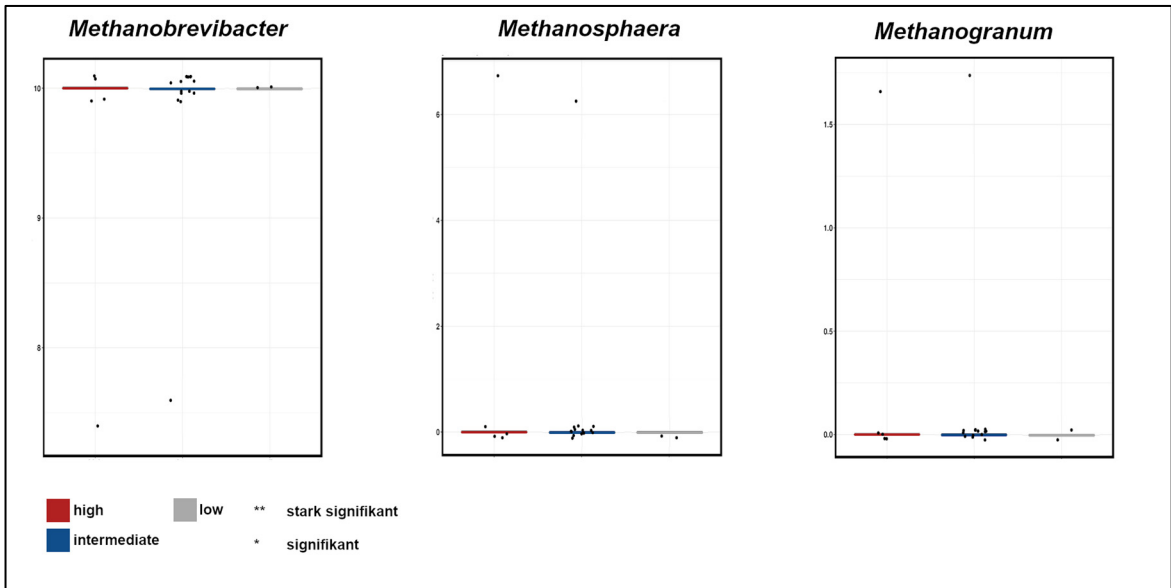 Methanobrevibacter
Methanosphaera
Methanogranum
10
9
8
6
4
2
0
1.5
1.0
0.5
0.0
high
low
** stark signifikant
intermediate
* signifikant